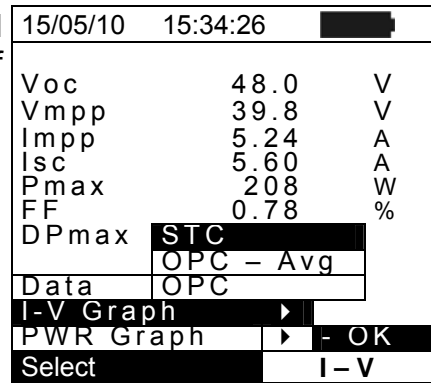 15/05/10 15:34:26
Voc 48.0 V
Vmpp 39.8 V
Impp 5.24 A
Isc 5.60 A
Pmax 208 W
FF 0.78 %
DPmax STC
OPC – Avg
Data OPC
I-V Graph
PWR Graph - OK
Select I – V